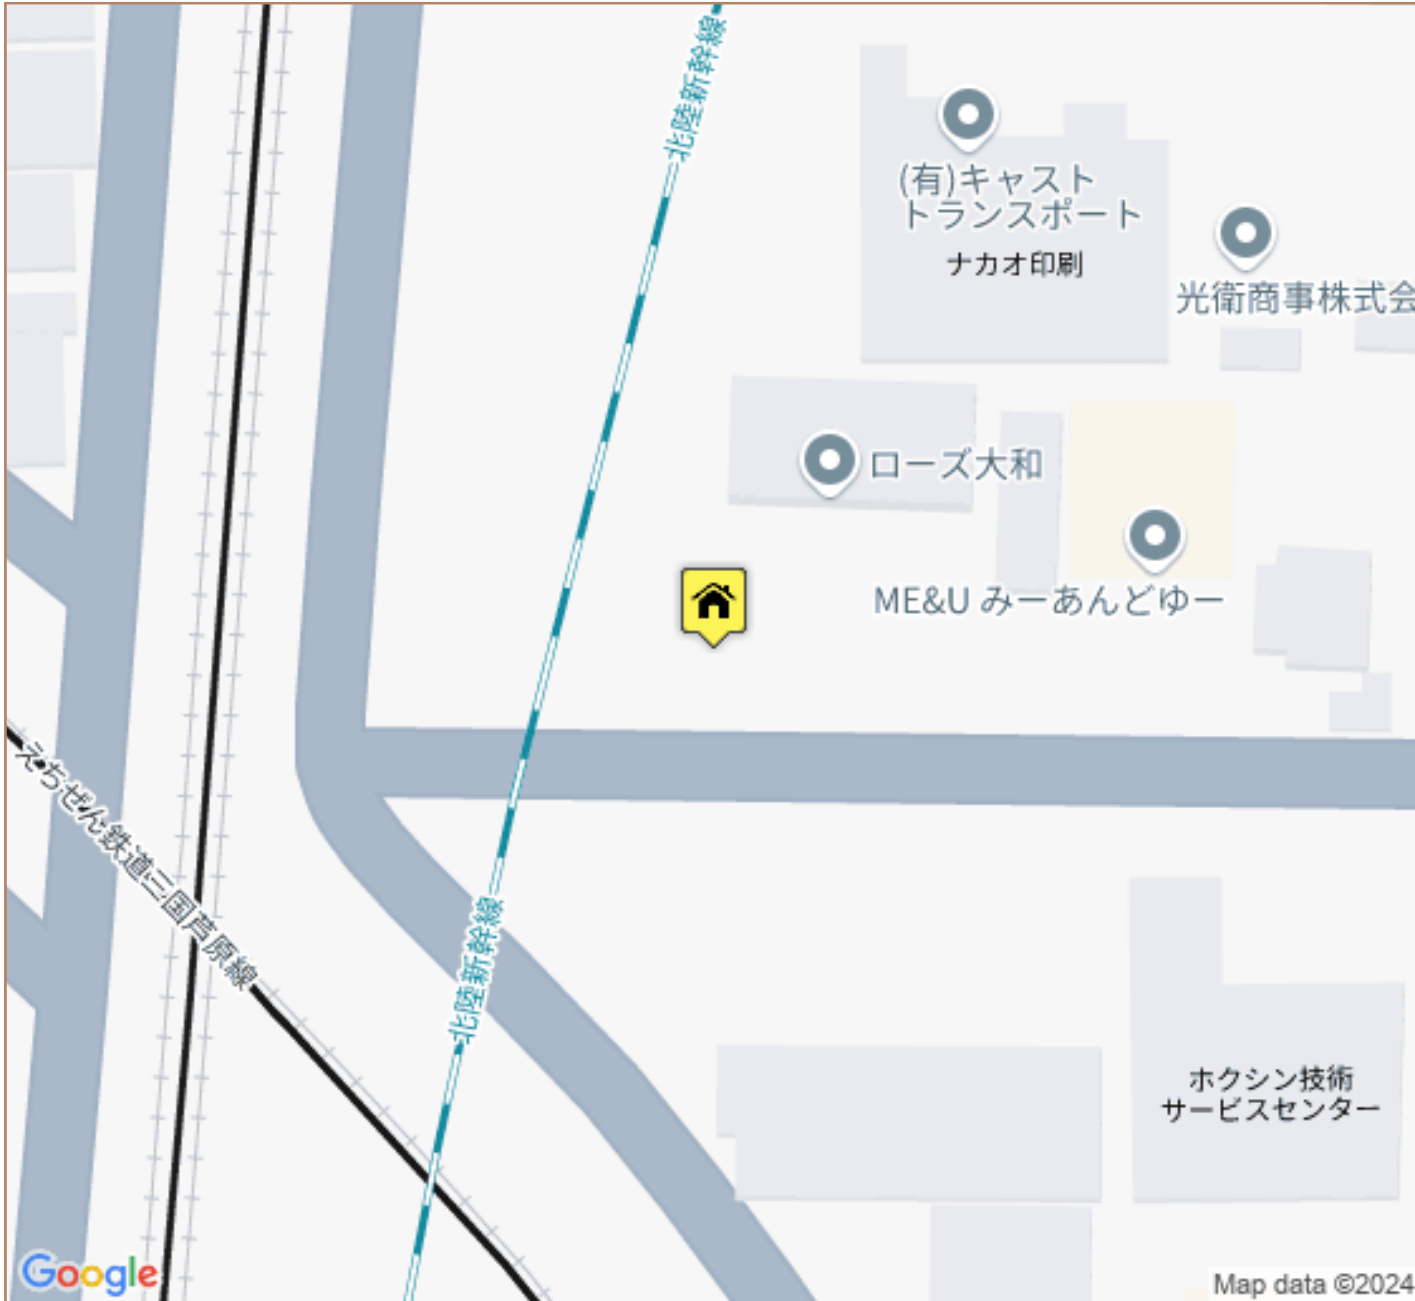 北陸新幹線
(有)キャスト
トランスポート
ナカオ印刷
光衛商事株式会
ローズ大和
ME&U みーあんどゆー
えちぜん鉄道三国芦原線
北陸新幹線
ホクシン技術
サービスセンター
Google
Map data ©2024